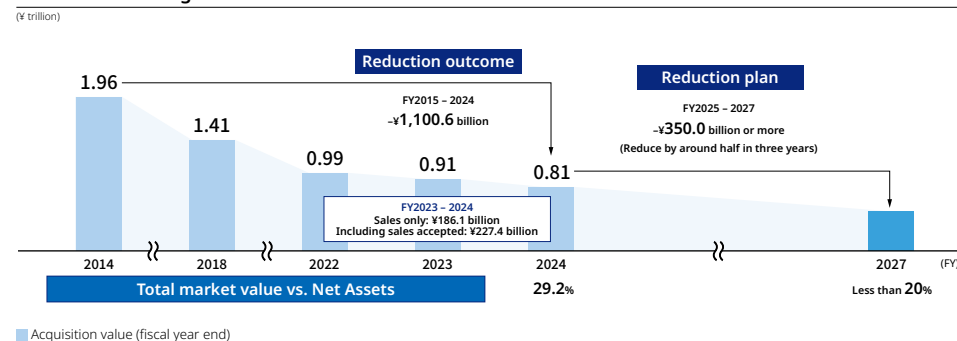 (¥ trillion)
Reduction outcome
Reduction plan
1.96
FY2015 – 2024
–¥1,100.6 billion
FY2025 – 2027
–¥350.0 billion or more
(Reduce by around half in three years)
1.41
0.99
0.91
0.81
FY2023 – 2024
Sales only: ¥186.1 billion
Including sales accepted: ¥227.4 billion
2014 2018 2022 2023 2024 2027 (FY)
Total market value vs. Net Assets 29.2% Less than 20%
Acquisition value (fiscal year end)